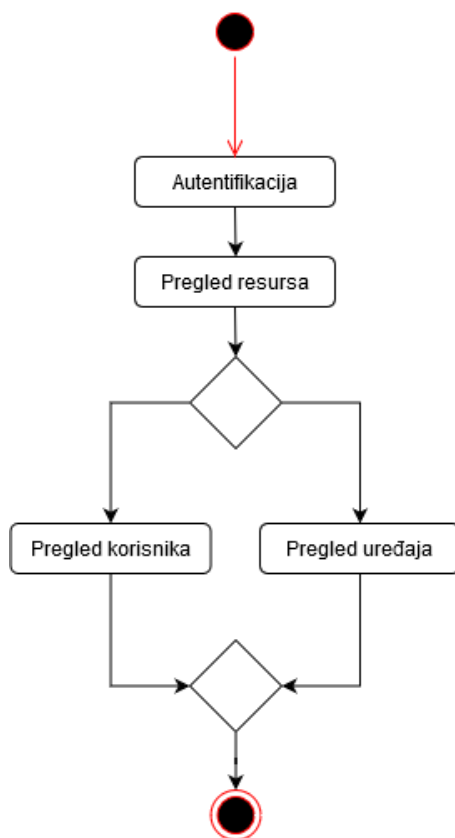 Autentifikacija
Pregled resursa
Pregled korisnika
Pregled uređaja